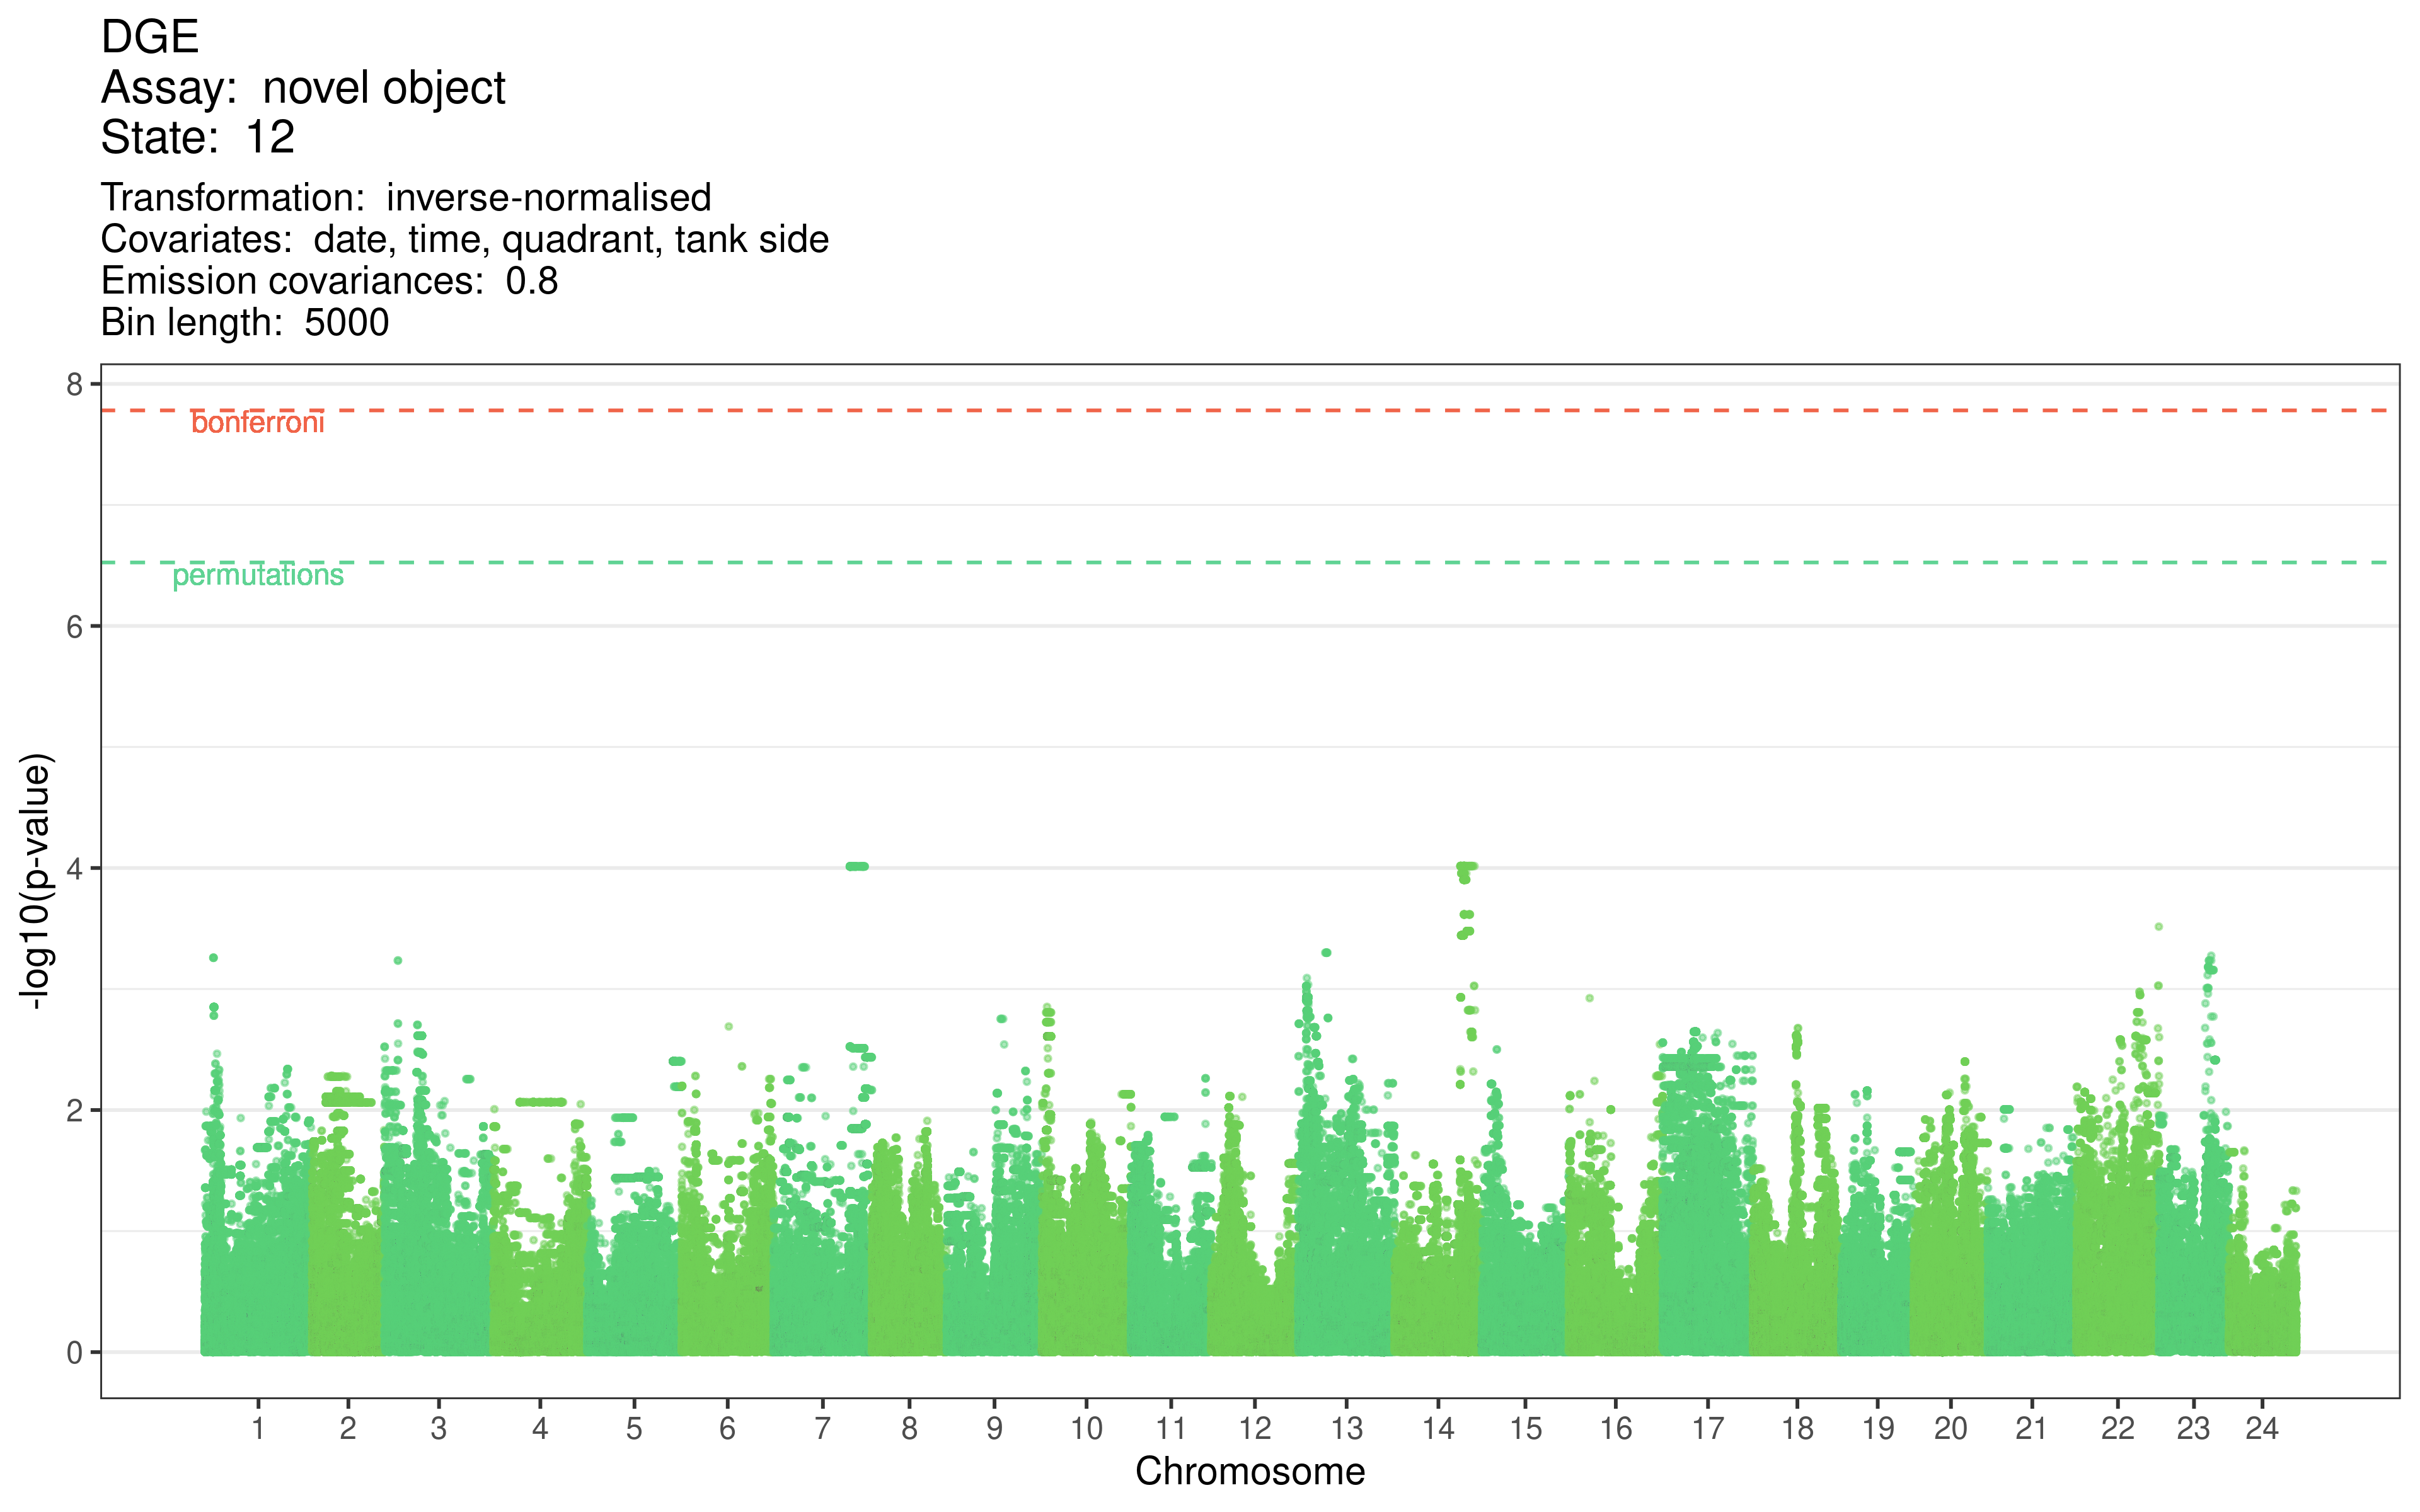 DGE
Assay:  novel object
State:  12
Transformation:  inverse-normalised
Covariates:  date, time, quadrant, tank side
Emission covariances:  0.8
Bin length:  5000
8
bonferroni
permutations
6
4
2
0
-log10(p-value)
1 2 3 4 5 6 7 8 9 10 11 12 13 14 15 16 17 18 19 20 21 22 23 24
Chromosome